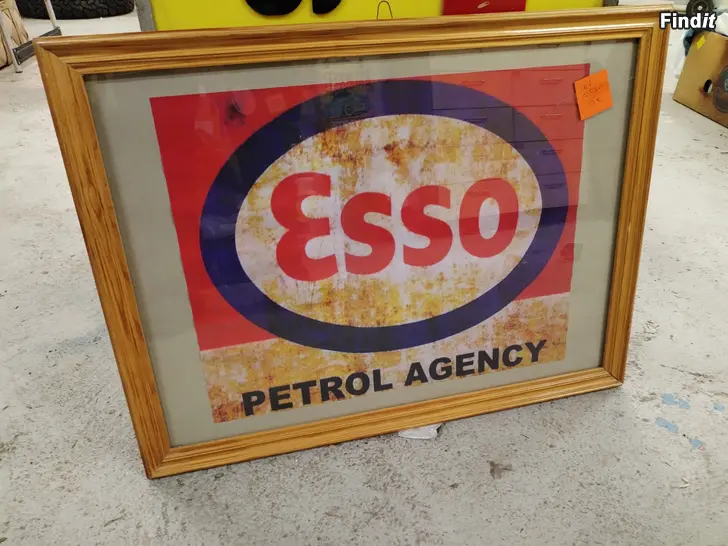 Findit
Esso
PETROL AGENCY